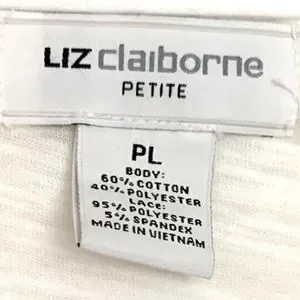 LIZ claiborne
PETITE
PL
BODY:
60% COTTON
40% POLYESTER
LACE:
95% POLYESTER
5% SPANDEX
MADE IN VIETNAM